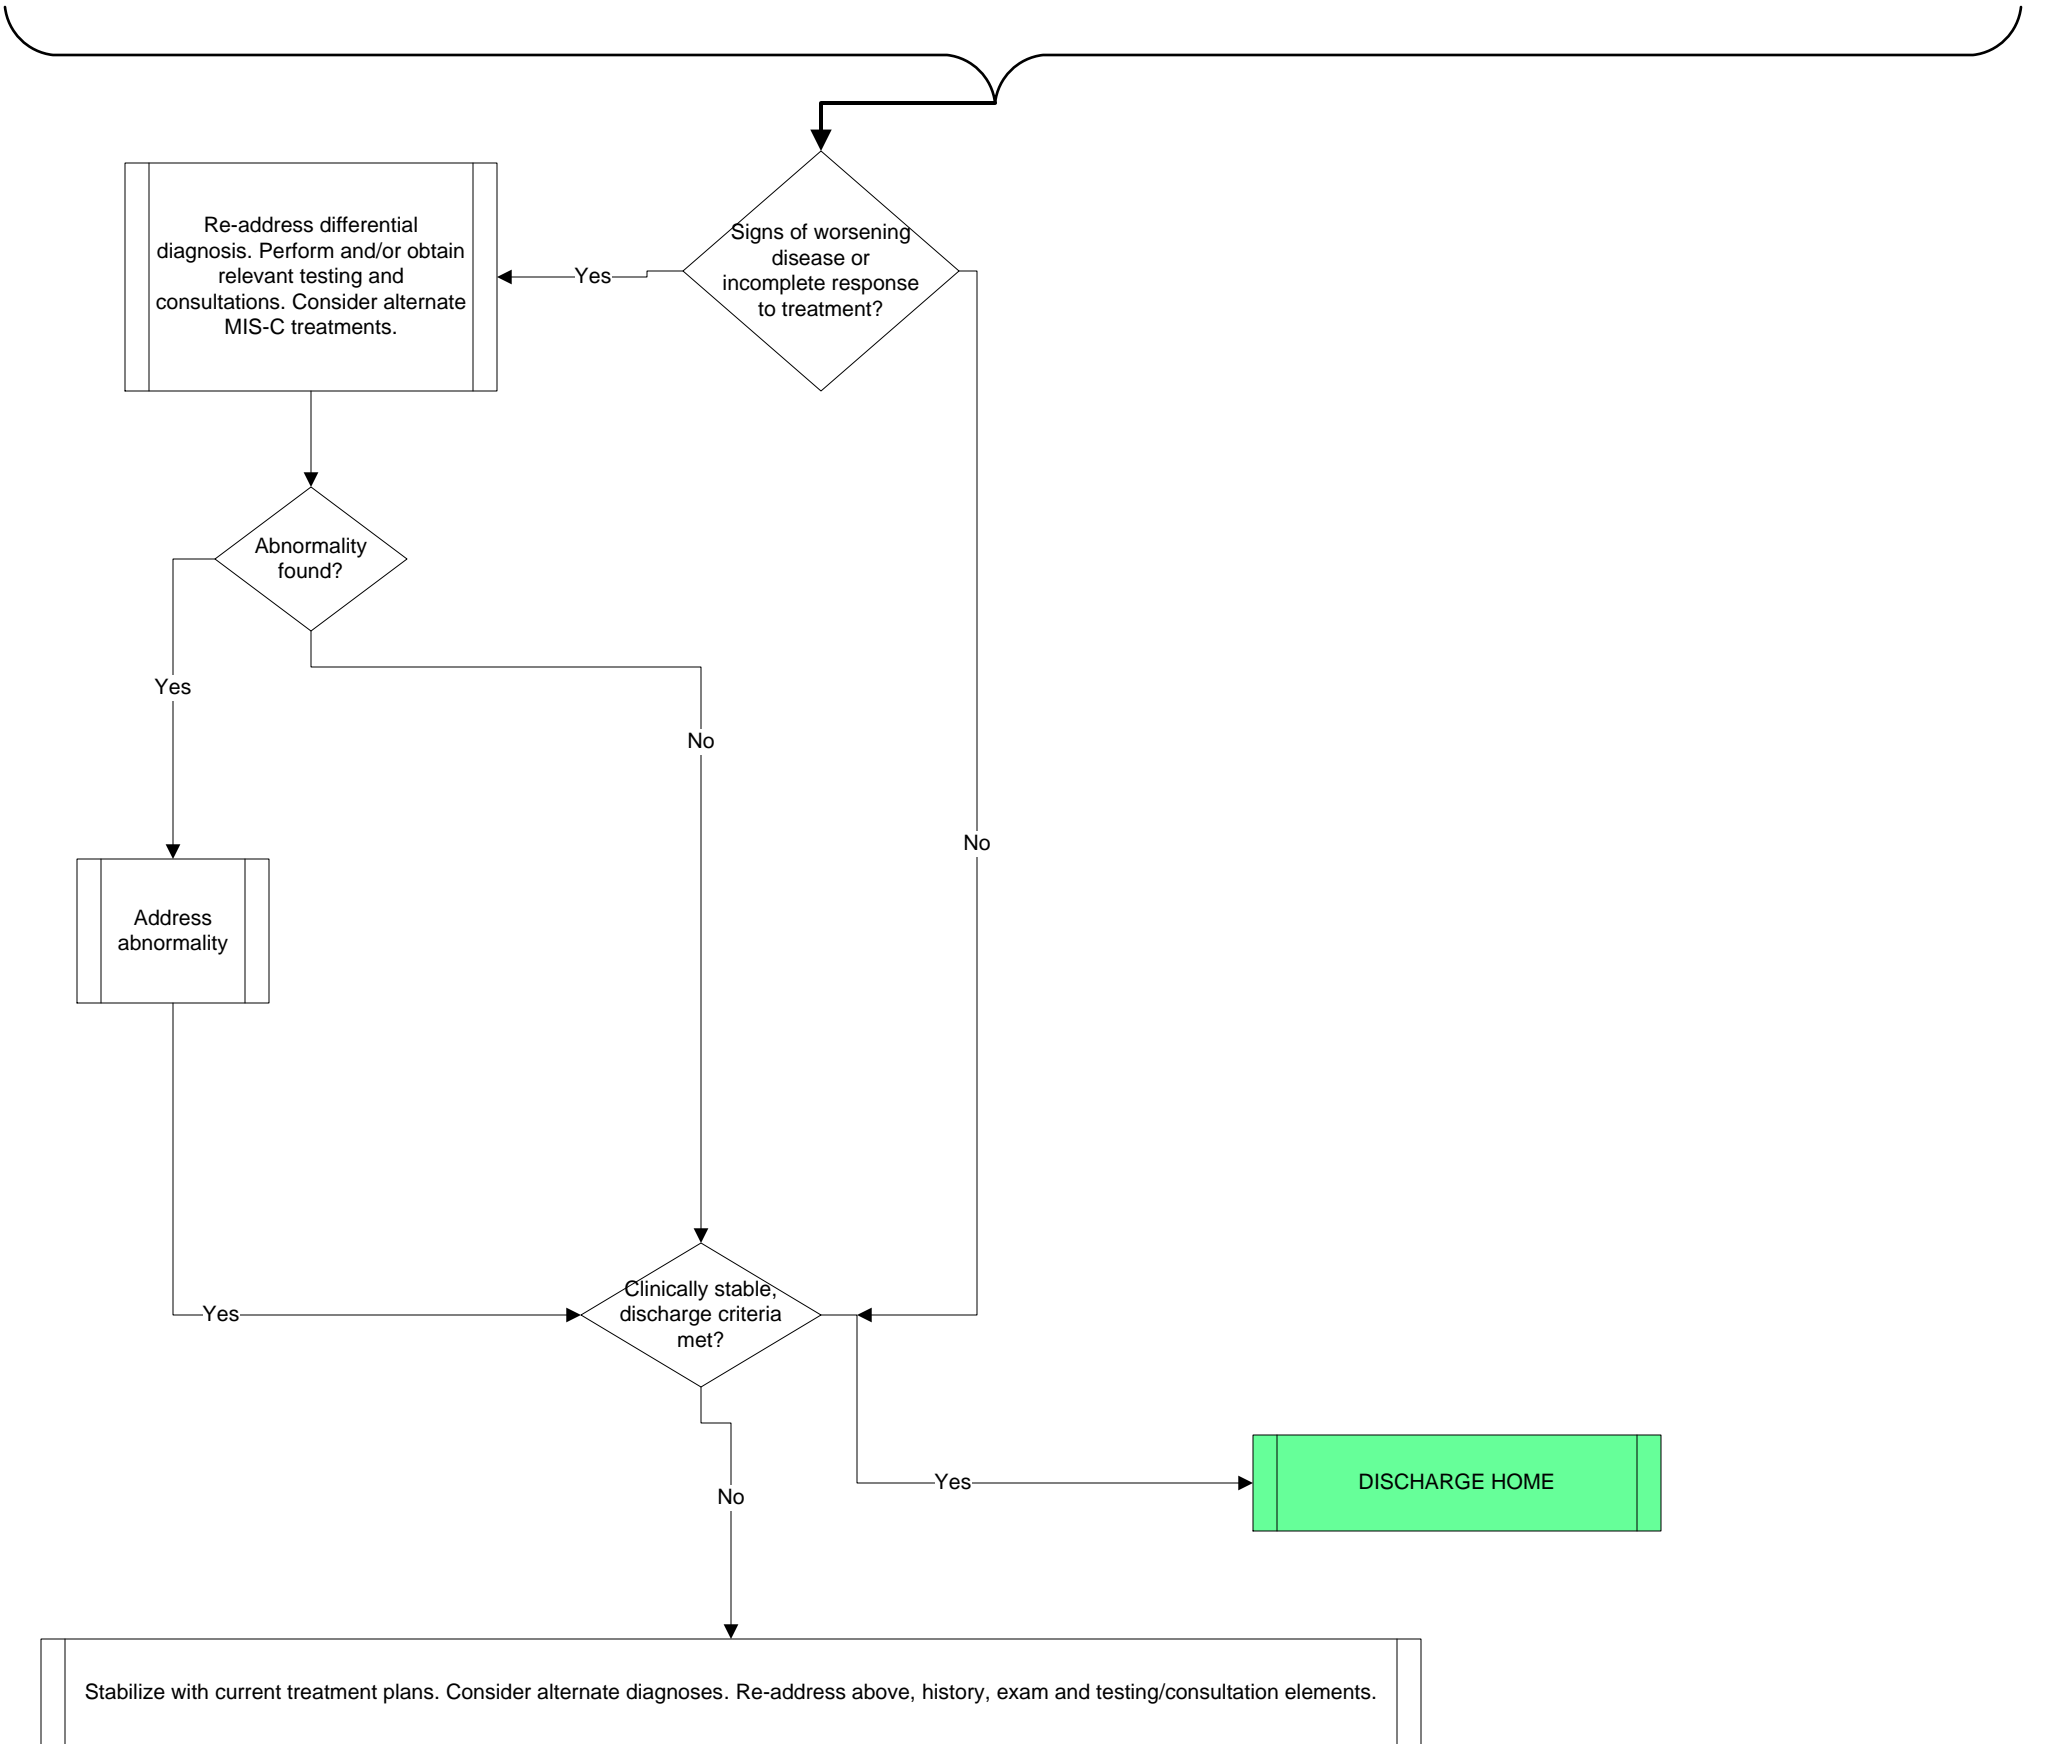 Signs of worsening
disease or
incomplete response
to treatment?
Yes
Re-address differential
diagnosis. Perform and/or obtain
relevant testing and
consultations. Consider alternate
MIS-C treatments.
Abnormality
found?
Yes
No
No
Address
abnormality
Yes
Clinically stable,
discharge criteria
met?
Yes
DISCHARGE HOME
No
Stabilize with current treatment plans. Consider alternate diagnoses. Re-address above, history, exam and testing/consultation elements.